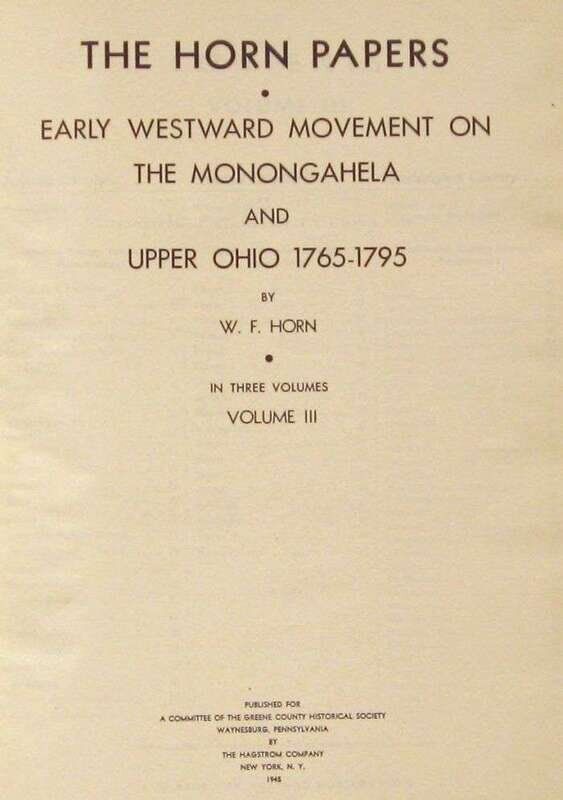 THE HORN PAPERS
•
EARLY WESTWARD MOVEMENT ON
THE MONONGAHELA
AND
UPPER OHIO 1765-1795
BY
W. F. HORN
•
IN THREE VOLUMES
VOLUME III
PUBLISHED FOR
A COMMITTEE OF THE GREENE COUNTY HISTORICAL SOCIETY
WAYNESBURG, PENNSYLVANIA
BY
THE HAGSTROM COMPANY
NEW YORK, N. Y.
1945